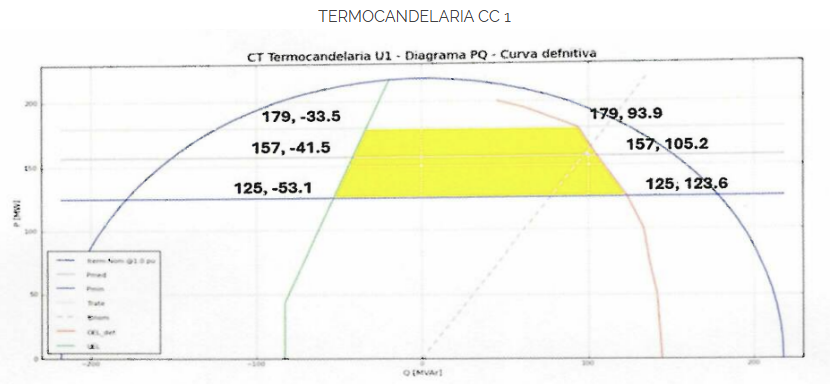 TERMOCANDELARIA CC 1
CT Termocandelaria U1 - Diagrama PQ - Curva defnitiva
200
179, -33.5
179, 93.9
157, -41.5
157, 105.2
150
125, -53.1
125, 123.6
P [MW]
100
Pmed
Pmin
50
OEL_def
UEL
0
-200
-100
0
100
200
Q [MVAr]